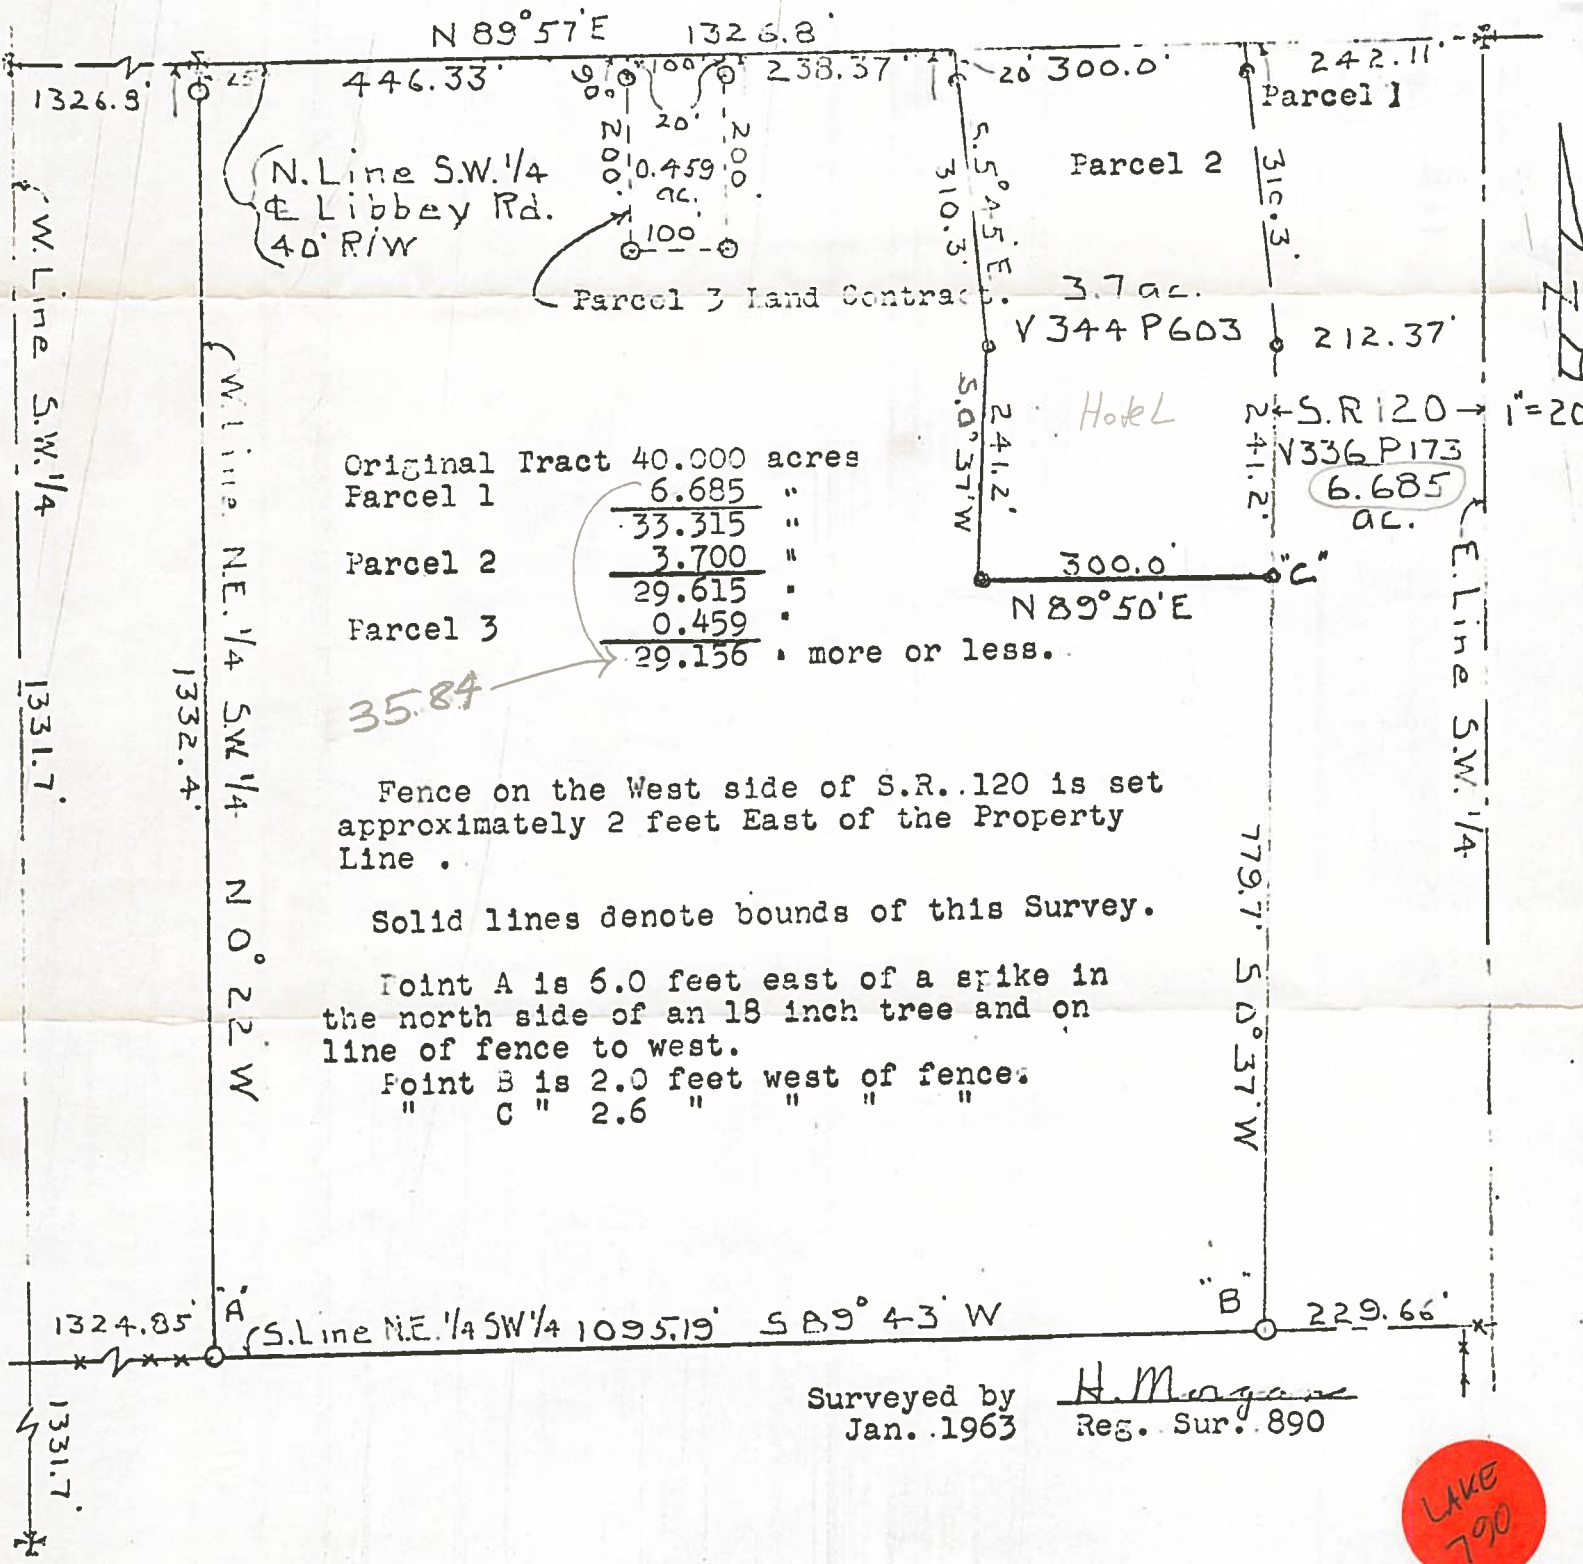 N 89°57'E 1326.8'
1326.8' 25' 446.33' 90° 100' 238.37' 20' 300.0' 242.11'
Parcel 1
N. Line S.W. 1/4
℄ Libbey Rd.
40' R/W
20'
200.
0.459
ac.
200.
100'
Parcel 3 Land Contract.
S.5°45'E
310.3'
Parcel 2
310.3'
3.7 ac.
V 344 P603
212.37'
Hotel
S.0°37'W
241.2'
241.2'
←S.R 120→
V336 P173
6.685
ac.
1"=20
300.0'
N 89°50'E
"C"
W. Line S.W. 1/4
1331.7'
W. Line N.E. 1/4 S.W. 1/4 N 0° 22 W
1332.4'
E. Line S.W. 1/4
Original Tract 40.000 acres
Parcel 1 6.685 "
33.315 "
Parcel 2 3.700 "
29.615 "
Parcel 3 0.459 "
29.156 " more or less.
35.84
Fence on the West side of S.R..120 is set
approximately 2 feet East of the Property
Line .
Solid lines denote bounds of this Survey.
Point A is 6.0 feet east of a spike in
the north side of an 18 inch tree and on
line of fence to west.
Point B is 2.0 feet west of fence.
" C " 2.6 " " " "
779.7' S 0°37'W
1324.85' "A" S.Line N.E. 1/4 SW 1/4 1095.19' S 89° 43' W "B" 229.66'
1331.7'
Surveyed by H. Morgan
Jan. 1963 Reg. Sur. 890
LAKE
790